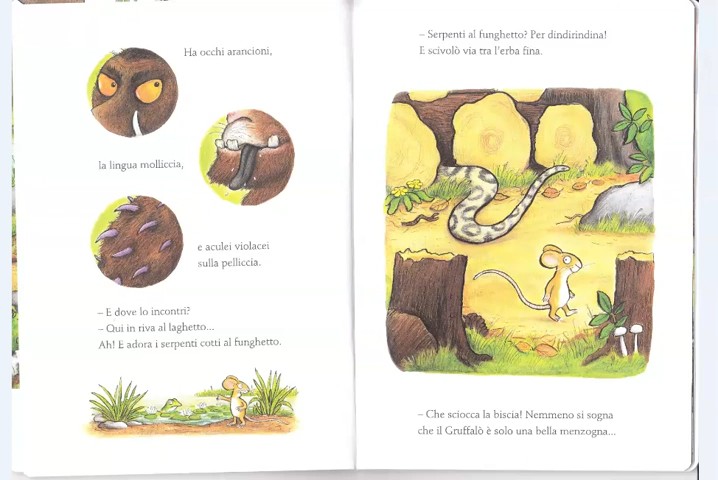 Ha occhi arancioni,
la lingua molliccia,
e aculei violacei
sulla pelliccia.
– E dove lo incontri?
– Qui in riva al laghetto...
Ah! E adora i serpenti cotti al funghetto.
– Serpenti al funghetto? Per dindirindina!
E scivolò via tra l'erba fina.
– Che sciocca la biscia! Nemmeno si sogna
che il Gruffalò è solo una bella menzogna...